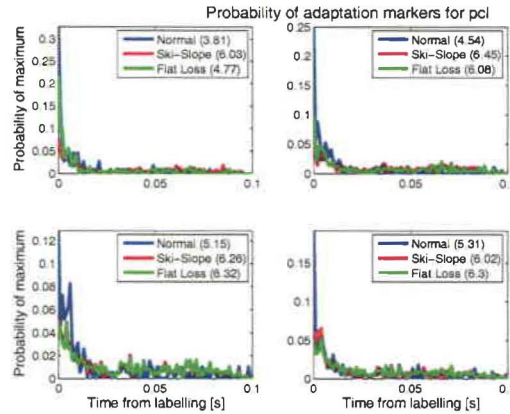 Probability of adaptation markers for pcl
Probability of maximum
0.3
0.25
0.2
0.15
0.1
0.05
0
0
0.05
0.1
Normal (3.81)
Ski-Slope (6.03)
Flat Loss (4.77)
0.25
0.2
0.15
0.1
0.05
0
0
0.05
0.1
Normal (4.54)
Ski-Slope (6.45)
Flat Loss (6.08)
Probability of maximum
0.12
0.1
0.08
0.06
0.04
0.02
0
0
0.05
0.1
Time from labelling [s]
Normal (5.15)
Ski-Slope (6.26)
Flat Loss (6.32)
0.15
0.1
0.05
0
0
0.05
0.1
Time from labelling [s]
Normal (5.31)
Ski-Slope (6.02)
Flat Loss (6.3)